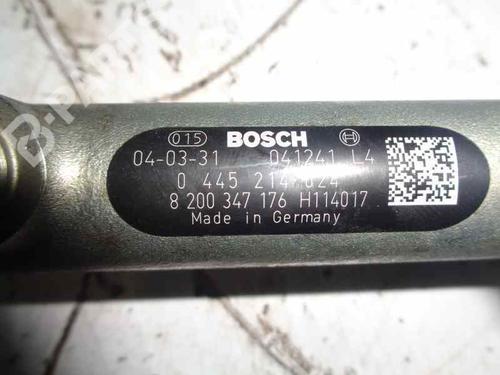 015 BOSCH
04-03-31 041241 L4
0 445 214 024
8 200 347 176 H114017
Made in Germany